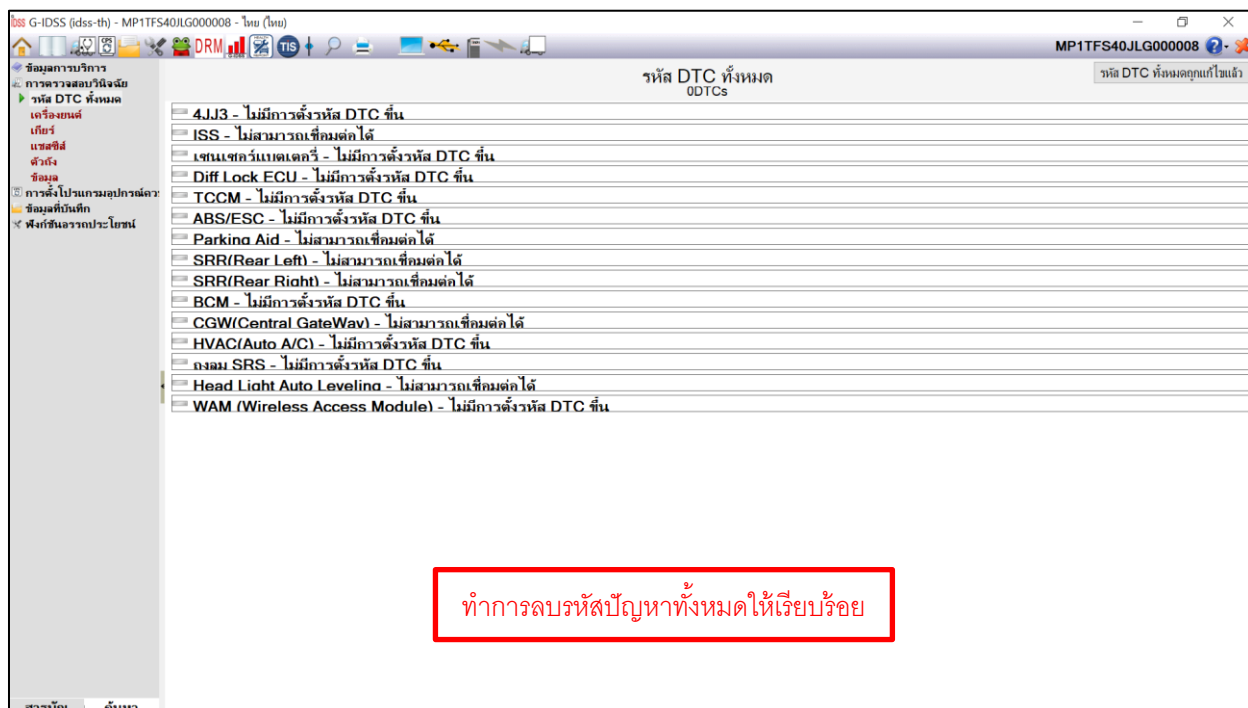 G-IDSS (idss-th) - MP1TFS40JLG000008 - ไทย (ไทย)
DRM TIS MP1TFS40JLG000008
ข้อมูลการบริการ
การตรวจสอบวินิจฉัย
รหัส DTC ทั้งหมด
เครื่องยนต์
เกียร์
แชสซีส์
ตัวถัง
ข้อมูล
การตั้งโปรแกรมอุปกรณ์คว
ข้อมูลที่บันทึก
ฟังก์ชันอรรถประโยชน์
สารบัญ ค้นหา
รหัส DTC ทั้งหมด
0DTCs
รหัส DTC ทั้งหมดถูกแก้ไขแล้ว
4JJ3 - ไม่มีการตั้งรหัส DTC ขึ้น
ISS - ไม่สามารถเชื่อมต่อได้
เซนเซอร์แบตเตอรี่ - ไม่มีการตั้งรหัส DTC ขึ้น
Diff Lock ECU - ไม่มีการตั้งรหัส DTC ขึ้น
TCCM - ไม่มีการตั้งรหัส DTC ขึ้น
ABS/ESC - ไม่มีการตั้งรหัส DTC ขึ้น
Parking Aid - ไม่สามารถเชื่อมต่อได้
SRR(Rear Left) - ไม่สามารถเชื่อมต่อได้
SRR(Rear Right) - ไม่สามารถเชื่อมต่อได้
BCM - ไม่มีการตั้งรหัส DTC ขึ้น
CGW(Central GateWay) - ไม่สามารถเชื่อมต่อได้
HVAC(Auto A/C) - ไม่มีการตั้งรหัส DTC ขึ้น
ถุงลม SRS - ไม่มีการตั้งรหัส DTC ขึ้น
Head Light Auto Leveling - ไม่สามารถเชื่อมต่อได้
WAM (Wireless Access Module) - ไม่มีการตั้งรหัส DTC ขึ้น
ทำการลบรหัสปัญหาทั้งหมดให้เรียบร้อย